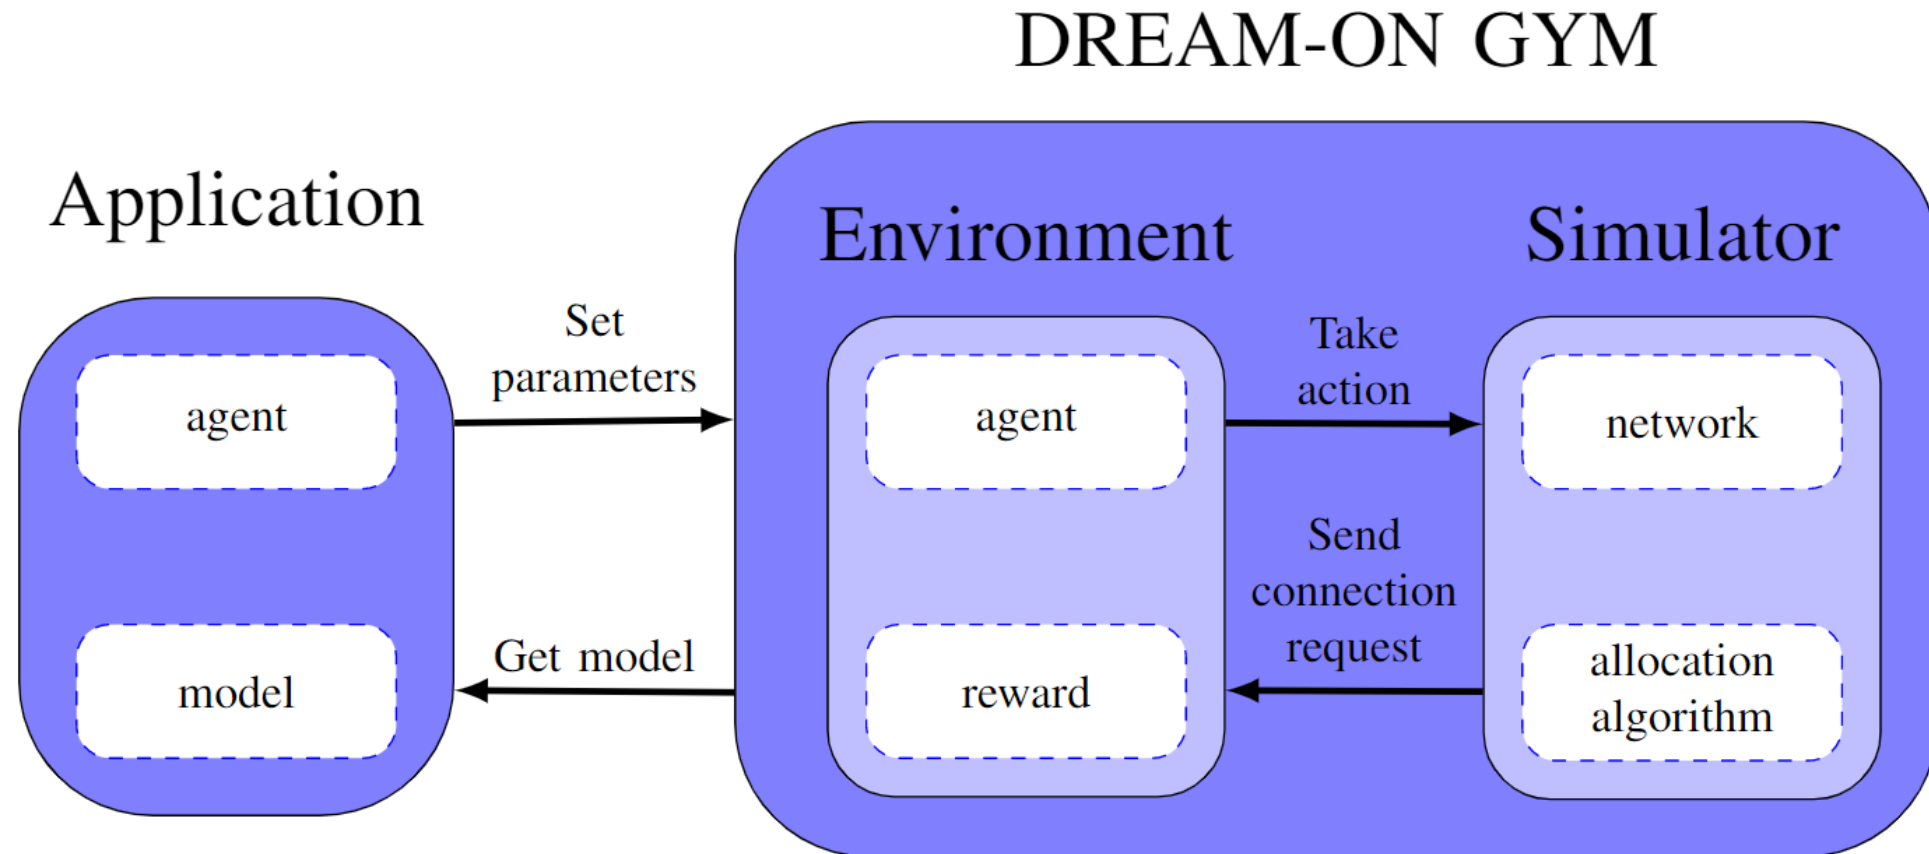 DREAM-ON GYM
Application
Environment
Simulator
Set
parameters
agent
model
Get model
agent
reward
Take
action
Send
connection
request
network
allocation
algorithm